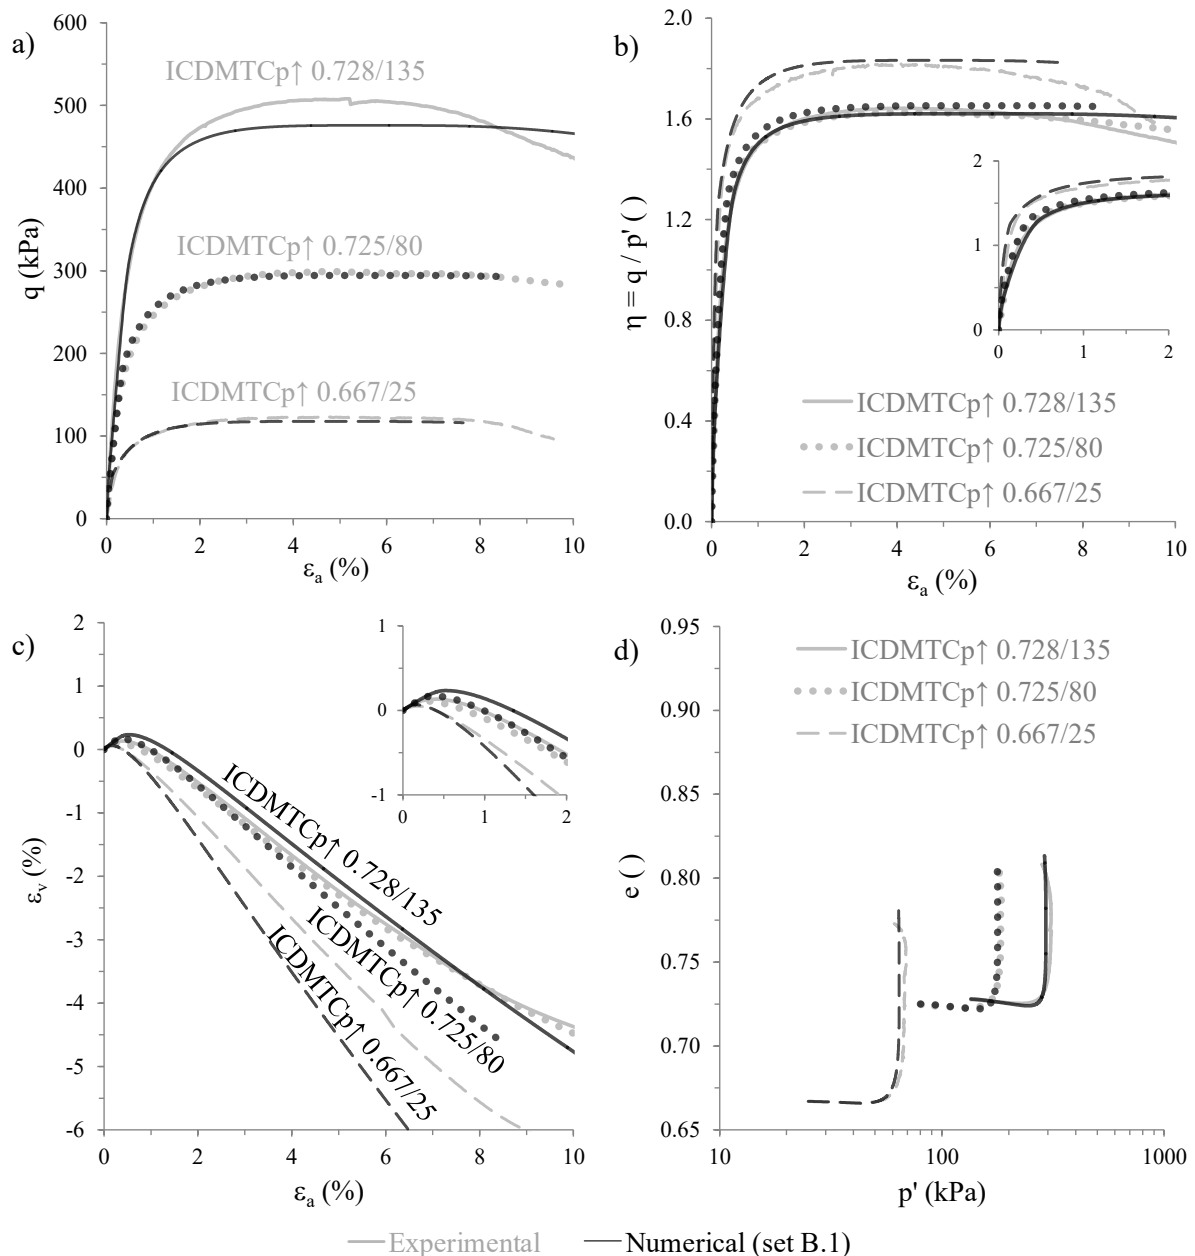 a)
600
500
400
300
200
100
0
q (kPa)
ICDMTCp↑ 0.728/135
ICDMTCp↑ 0.725/80
ICDMTCp↑ 0.667/25
0 2 4 6 8 10
εa (%)
b)
2.0
1.6
1.2
0.8
0.4
0.0
η = q / p' ( )
2
1
0
0 1 2
ICDMTCp↑ 0.728/135
ICDMTCp↑ 0.725/80
ICDMTCp↑ 0.667/25
0 2 4 6 8 10
εa (%)
c)
2
1
0
-1
-2
-3
-4
-5
-6
εv (%)
1
0
-1
0 1 2
ICDMTCp↑ 0.728/135
ICDMTCp↑ 0.725/80
ICDMTCp↑ 0.667/25
0 2 4 6 8 10
εa (%)
d)
0.95
0.90
0.85
0.80
0.75
0.70
0.65
e ( )
ICDMTCp↑ 0.728/135
ICDMTCp↑ 0.725/80
ICDMTCp↑ 0.667/25
10 100 1000
p' (kPa)
Experimental Numerical (set B.1)